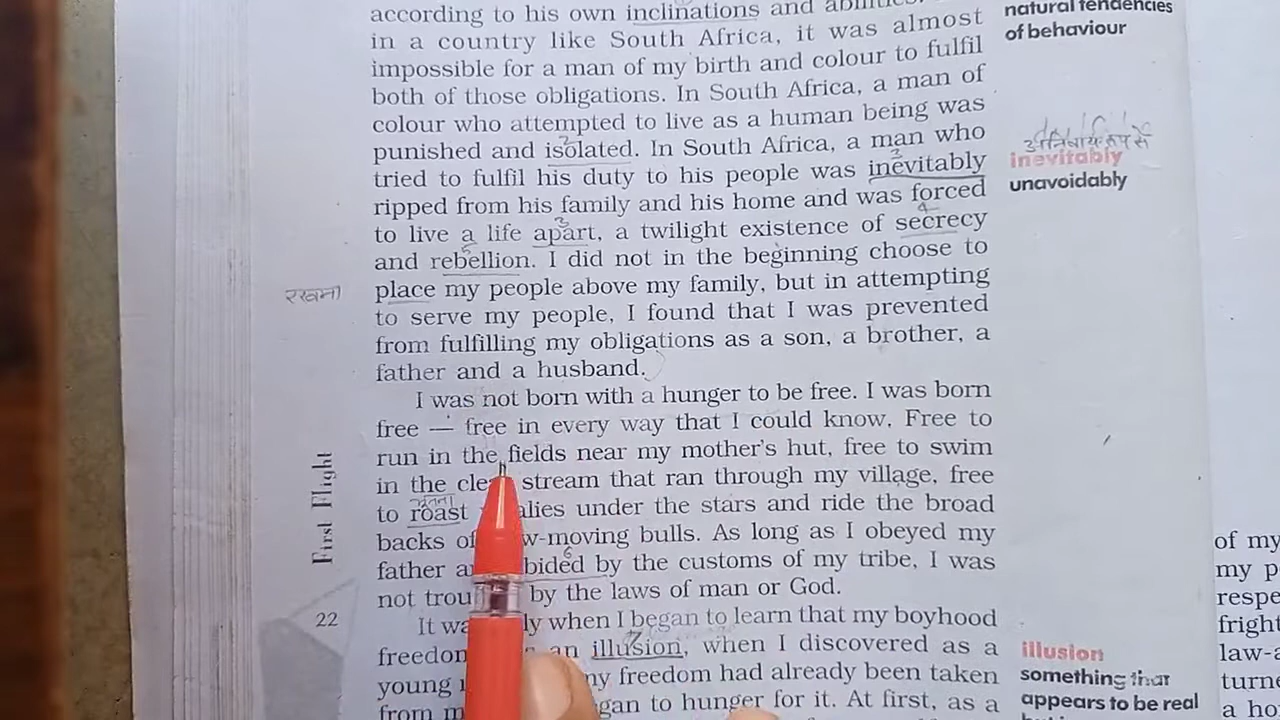 according to his own inclinations and
in a country like South Africa, it was almost
impossible for a man of my birth and colour to fulfil
both of those obligations. In South Africa, a man of
colour who attempted to live as a human being was
punished and isolated. In South Africa, a man who
tried to fulfil his duty to his people was inevitably
ripped from his family and his home and was forced
to live a life apart, a twilight existence of secrecy
and rebellion. I did not in the beginning choose to
place my people above my family, but in attempting
to serve my people, I found that I was prevented
from fulfilling my obligations as a son, a brother, a
father and a husband.
I was not born with a hunger to be free. I was born
free — free in every way that I could know. Free to
run in the fields near my mother's hut, free to swim
in the stream that ran through my village, free
to roast under the stars and ride the broad
backs of moving bulls. As long as I obeyed my
father by the customs of my tribe, I was
not by the laws of man or God.
It when I began to learn that my boyhood
an illusion, when I discovered as a
young my freedom had already been taken
from to hunger for it. At first, as a
natural tendencies
of behaviour
अनिवार्य रूप से
inevitably
unavoidably
रखना
भूनना
illusion
something that
appears to be real
First Flight
22
of my
my p
respe
fright
law-a
turne
a ho